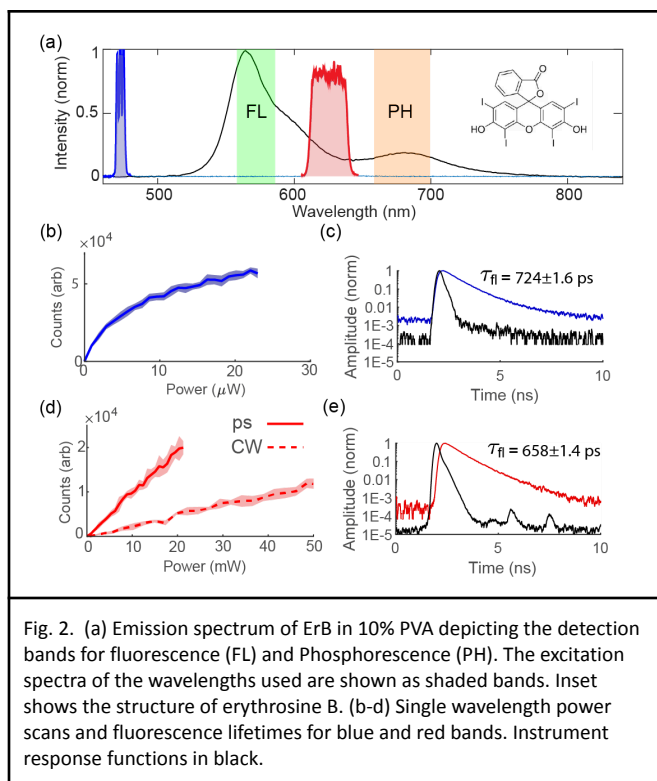 (a)
Intensity (norm)
1
0.5
0
FL
PH
O
O
I
I
HO
O
OH
I
I
500
600
700
800
Wavelength (nm)
(b)
×10⁴
Counts (arb)
5
0
0
10
20
30
Power (μW)
(c)
Amplitude (norm)
1
0.1
0.01
1E-3
1E-4
1E-5
τfl = 724±1.6 ps
0
5
10
Time (ns)
(d)
×10⁴
Counts (arb)
2
1
0
ps
CW
0
10
20
30
40
50
Power (mW)
(e)
Amplitude (norm)
1
0.1
0.01
1E-3
1E-4
1E-5
τfl = 658±1.4 ps
0
5
10
Time (ns)
Fig. 2. (a) Emission spectrum of ErB in 10% PVA depicting the detection
bands for fluorescence (FL) and Phosphorescence (PH). The excitation
spectra of the wavelengths used are shown as shaded bands. Inset
shows the structure of erythrosine B. (b-d) Single wavelength power
scans and fluorescence lifetimes for blue and red bands. Instrument
response functions in black.